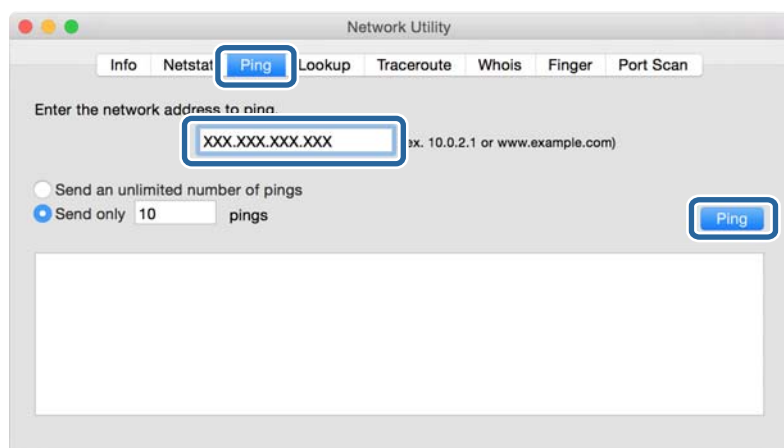 Network Utility
Info Netstat Ping Lookup Traceroute Whois Finger Port Scan
Enter the network address to ping.
XXX.XXX.XXX.XXX ex. 10.0.2.1 or www.example.com)
Send an unlimited number of pings
Send only 10 pings
Ping